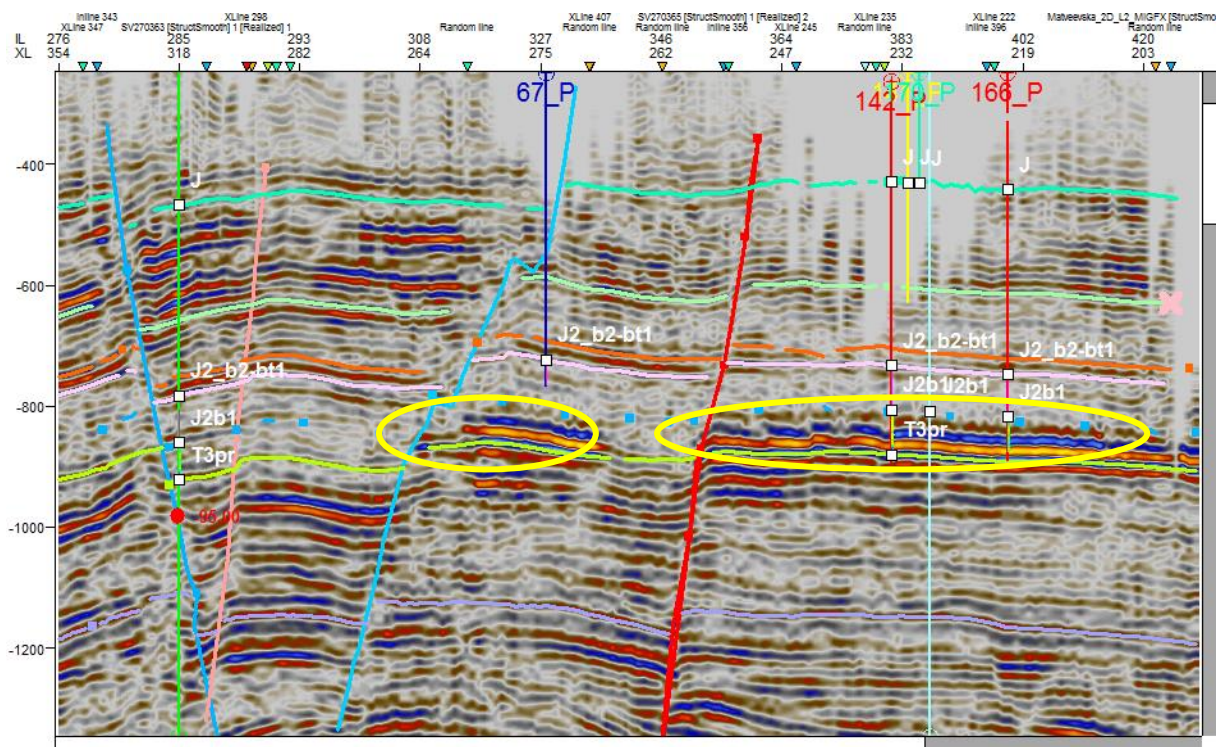 Inline 343 XLine 298 XLine 407 SV270365 [StructSmooth] 1 [Realized] 2 XLine 235 XLine 222 Matveevska_2D_L2_MIGFX [StructSmo
XLine 347 SV270363 [StructSmooth] 1 [Realized] 1 Random line Random line Random line Inline 356 XLine 245 Random line Inline 396 Random line
IL 276 285 293 308 327 346 364 383 402 420
XL 354 318 282 264 275 262 247 232 219 203
67_P 142_P 166_P
-400
J J JJ J
-600
J2_b2-bt1 J2_b2-bt1 J2_b2-bt1
J2_b2-bt1
-800
J2b1 J2b1 J2b1
J2b1
T3pr T3pr
-95.00
-1000
-1200